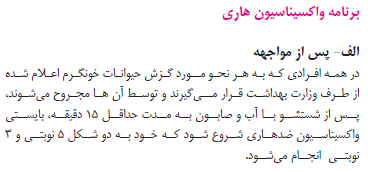 برنامه واکسیناسیون هاری
الف- پس از مواجهه
در همه افرادی که به هر نحو مورد گزش حیوانات خونگرم اعلام شده
از طرف وزارت بهداشت قرار می‌گیرند و توسط آن ها مجروح می‌شوند،
پس از شستشو با آب و صابون به مدت حداقل ۱۵ دقیقه، بایستی
واکسیناسیون ضدهاری شروع شود که خود به دو شکل ۵ نوبتی و ۳
نوبتی انجام می‌شود.